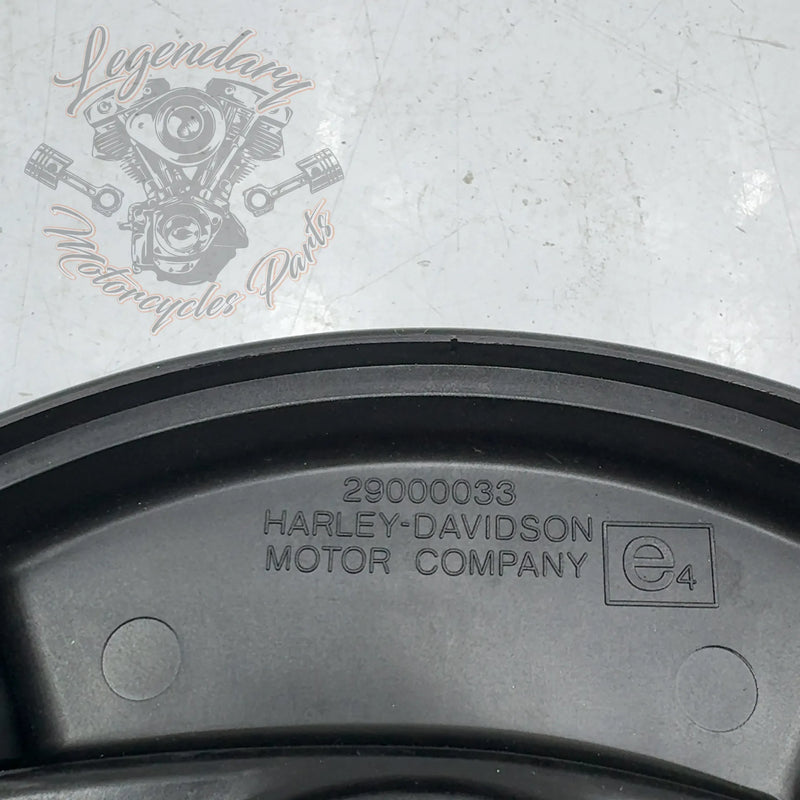 Legendary
Motorcycles Parts
29000033
HARLEY-DAVIDSON
MOTOR COMPANY
e4